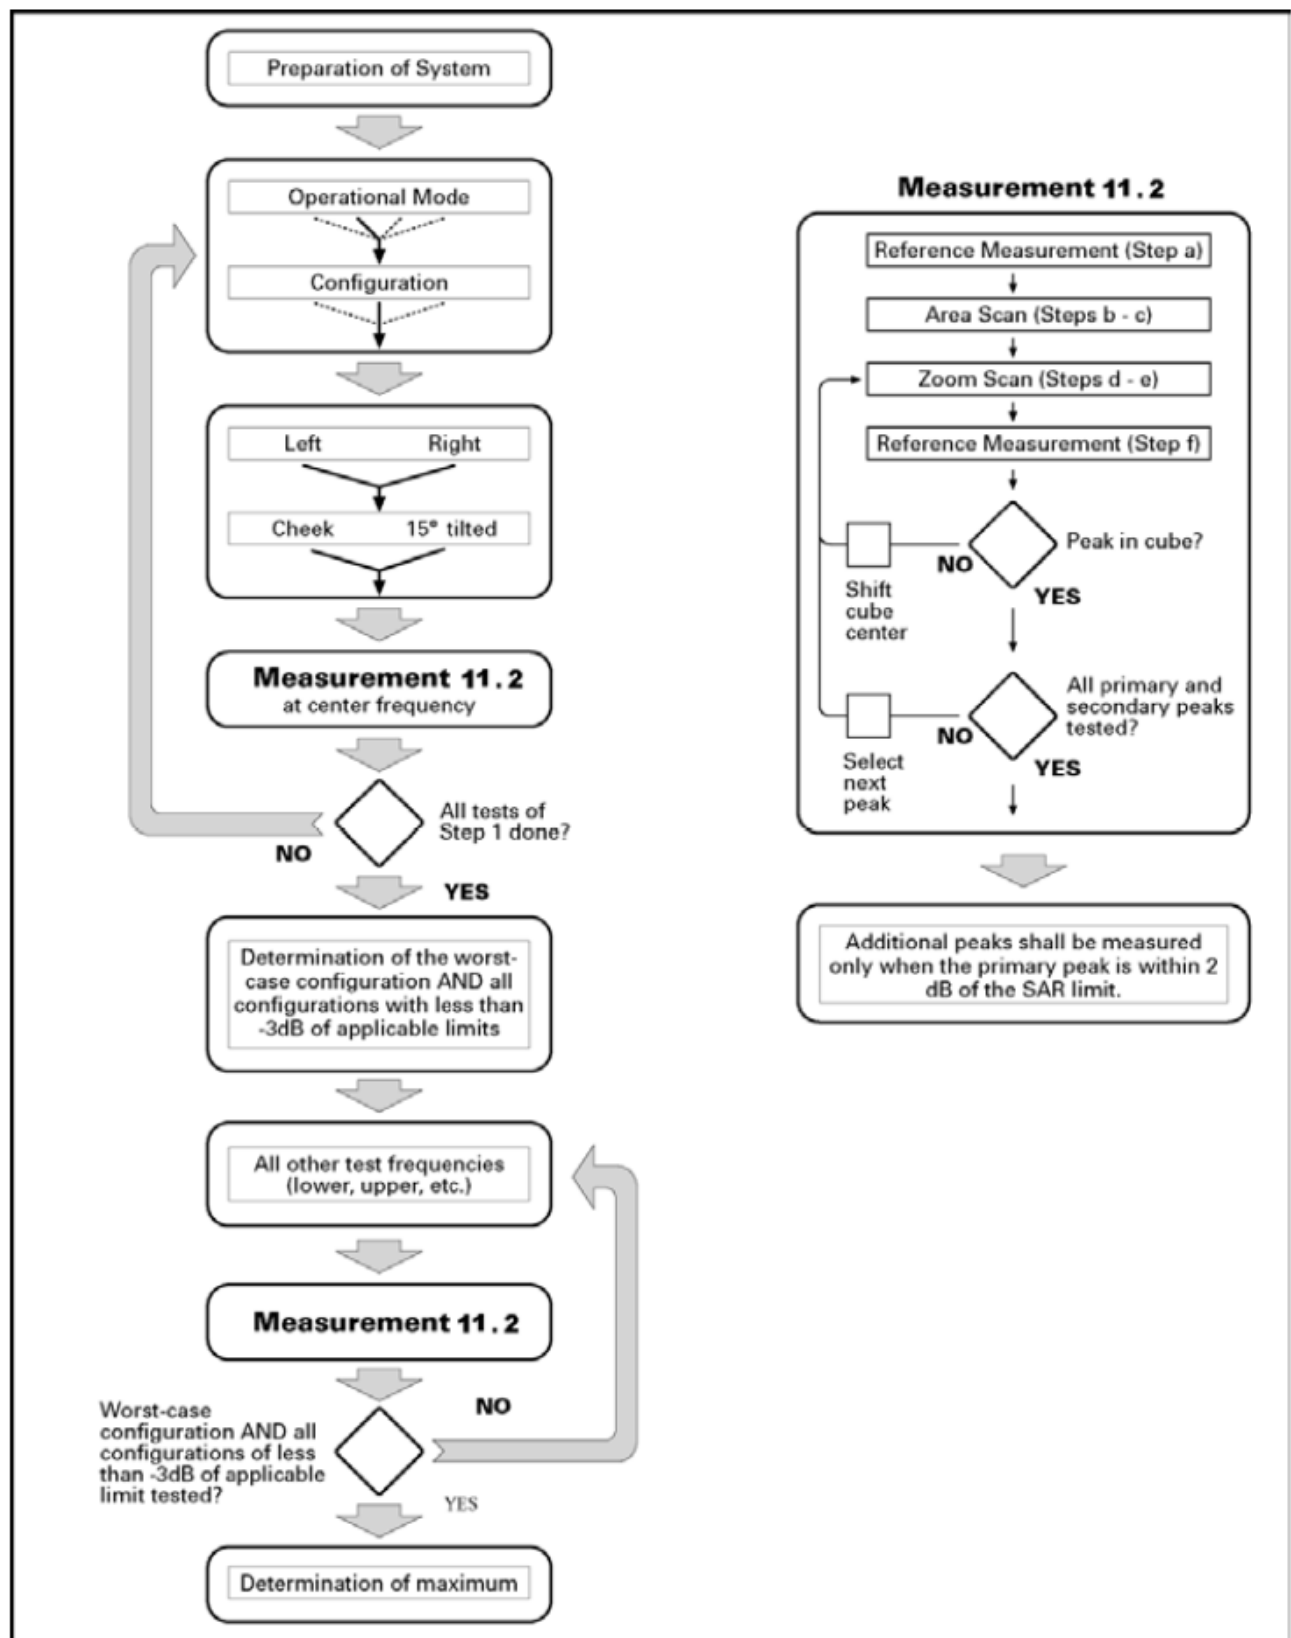 Preparation of System
Operational Mode
Configuration
Left Right
Cheek 15° tilted
Measurement 11.2
at center frequency
All tests of
Step 1 done?
NO
YES
Determination of the worst-
case configuration AND all
configurations with less than
-3dB of applicable limits
All other test frequencies
(lower, upper, etc.)
Measurement 11.2
NO
Worst-case
configuration AND all
configurations of less
than -3dB of applicable
limit tested?
YES
Determination of maximum
Measurement 11.2
Reference Measurement (Step a)
Area Scan (Steps b - c)
Zoom Scan (Steps d - e)
Reference Measurement (Step f)
Peak in cube?
NO
Shift
cube
center
YES
All primary and
secondary peaks
tested?
NO
Select
next
peak
YES
Additional peaks shall be measured
only when the primary peak is within 2
dB of the SAR limit.